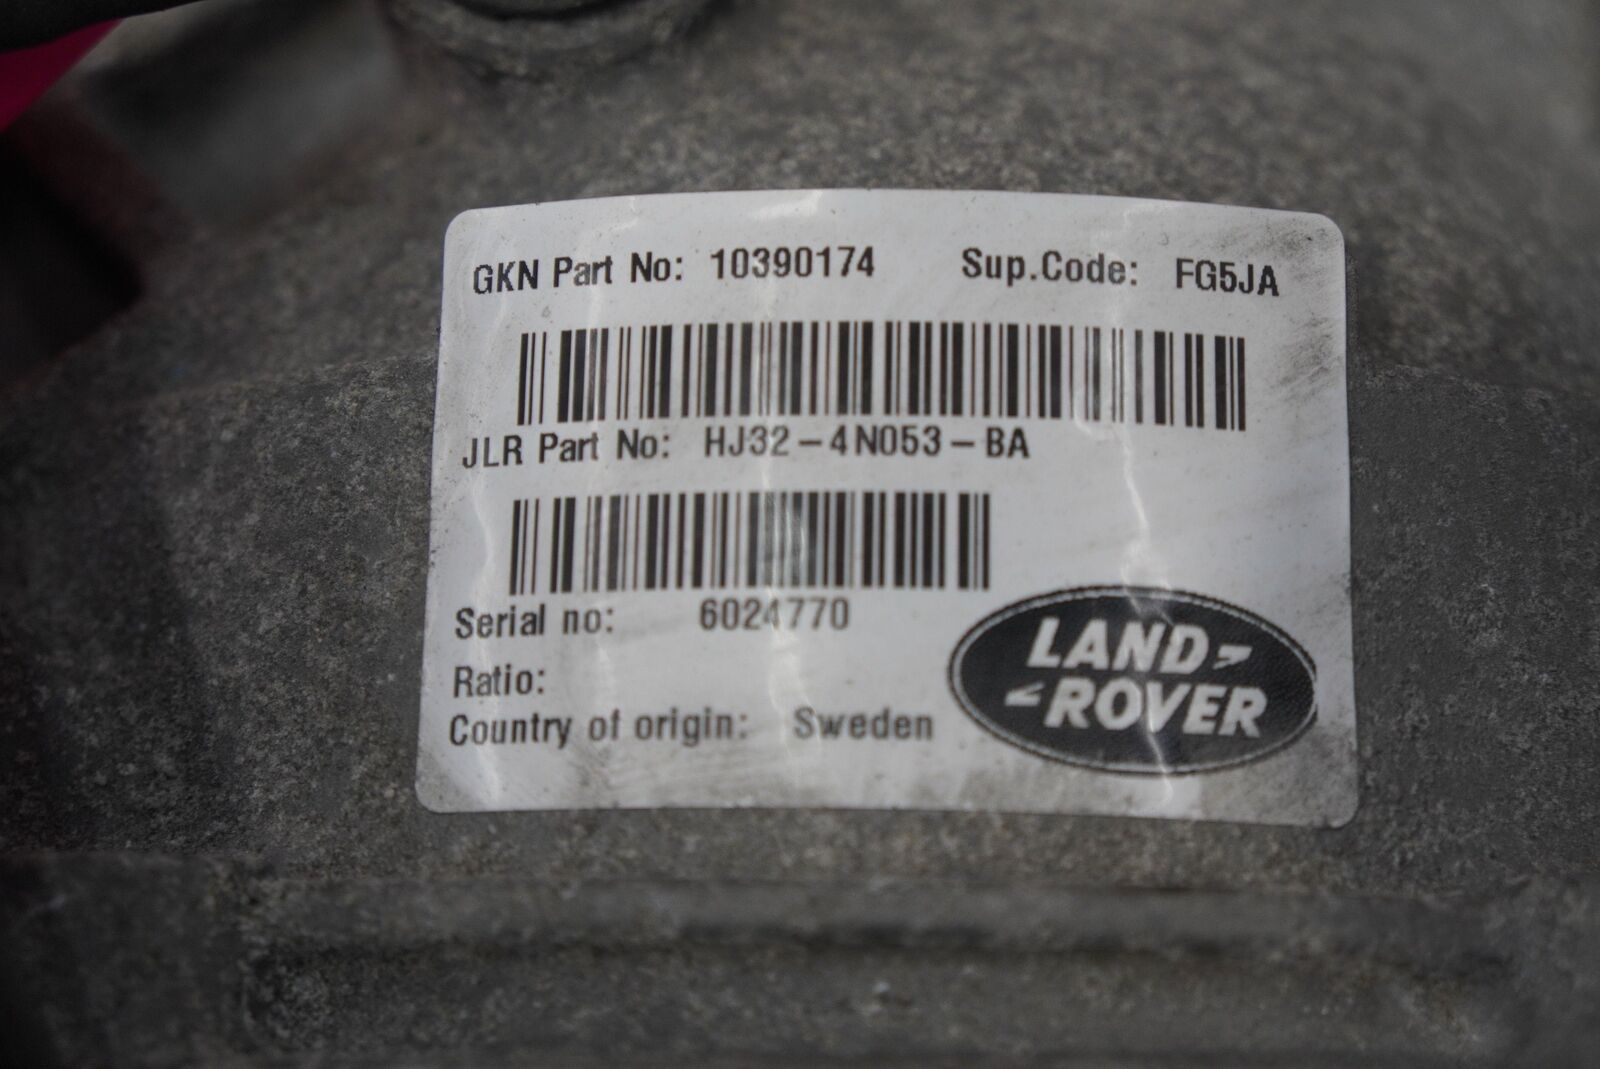 GKN Part No: 10390174 Sup.Code: FG5JA
JLR Part No: HJ32-4N053-BA
Serial no: 6024770
Ratio:
Country of origin: Sweden
LAND
ROVER